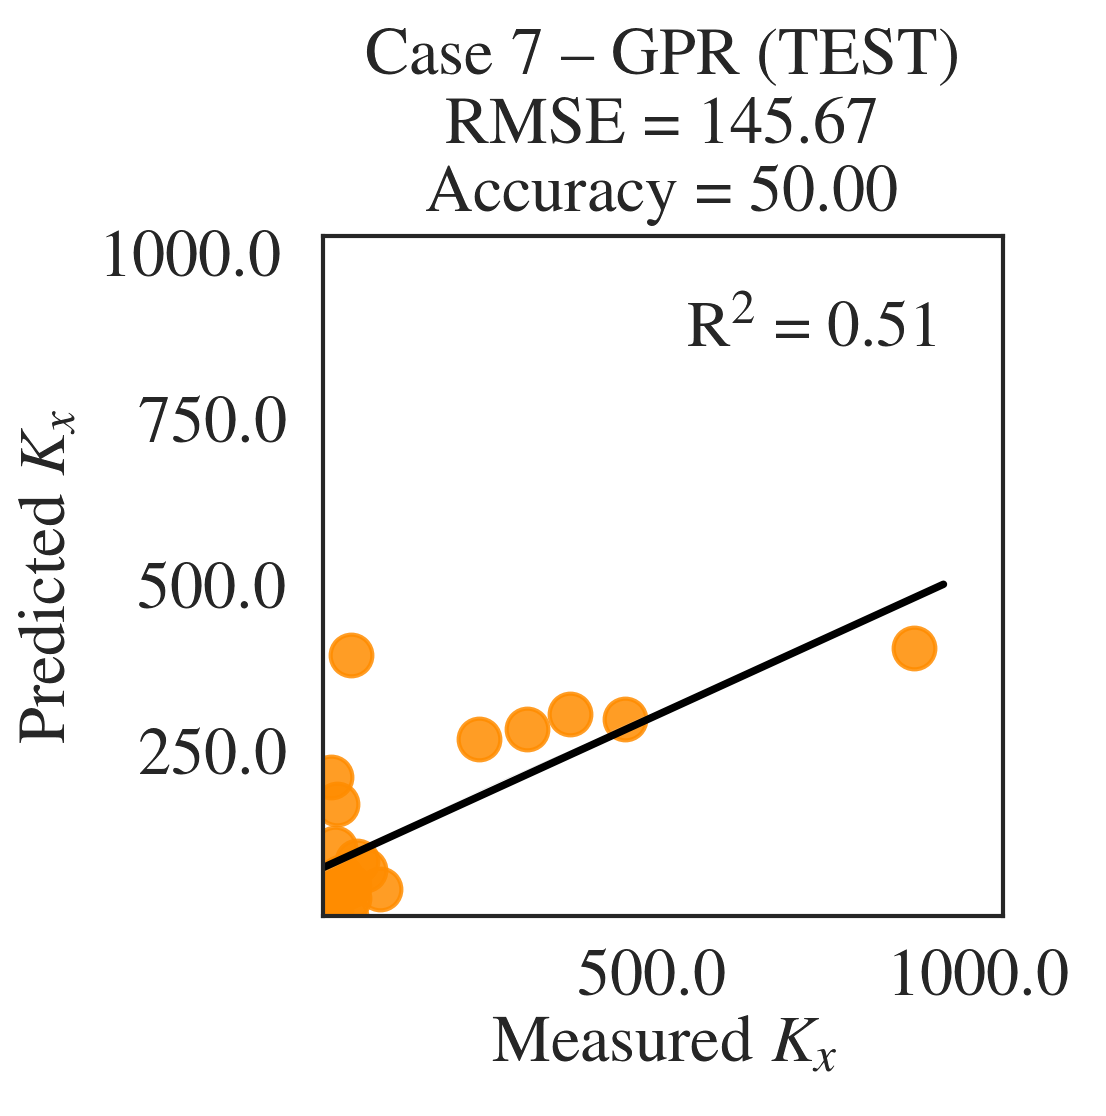 Case 7 – GPR (TEST)
RMSE = 145.67
Accuracy = 50.00
1000.0
R² = 0.51
750.0
500.0
250.0
Predicted Kₓ
500.0 1000.0
Measured Kₓ